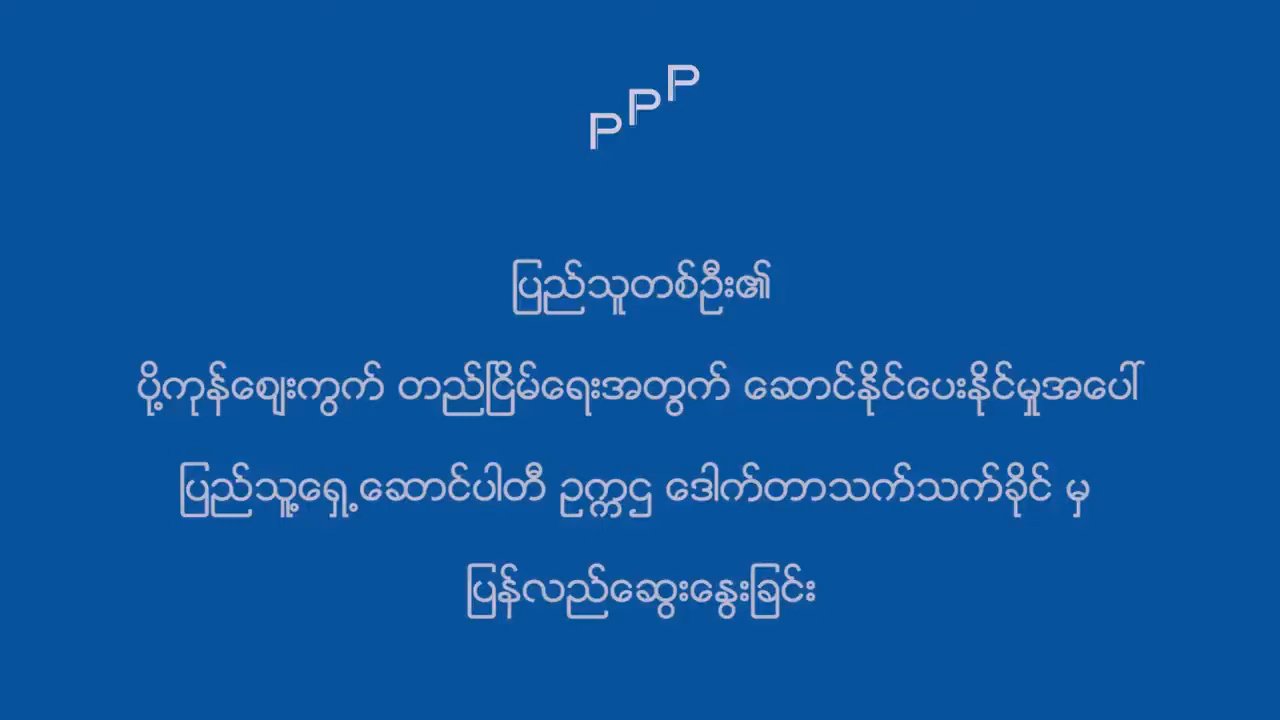 PPP
ပြည်သူတစ်ဦး၏
ပို့ကုန်ဈေးကွက် တည်ငြိမ်ရေးအတွက် ဆောင်နိုင်ပေးနိုင်မှုအပေါ်
ပြည်သူ့ရှေ့ဆောင်ပါတီ ဥက္ကဌ ဒေါက်တာသက်သက်ခိုင် မှ
ပြန်လည်ဆွေးနွေးခြင်း